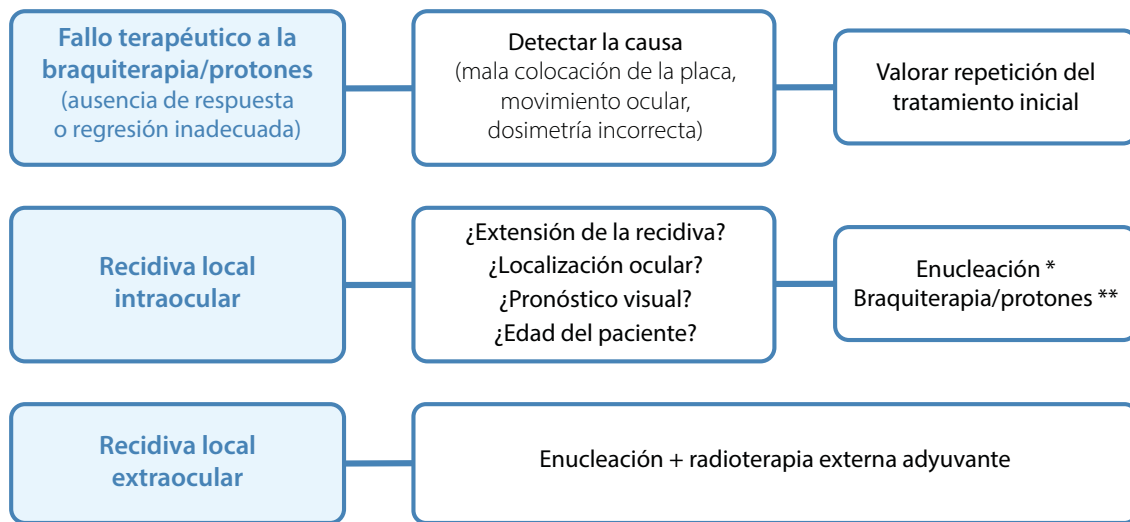 Fallo terapéutico a la
braquiterapia/protones
(ausencia de respuesta
o regresión inadecuada)
Detectar la causa
(mala colocación de la placa,
movimiento ocular,
dosimetría incorrecta)
Valorar repetición del
tratamiento inicial
Recidiva local
intraocular
¿Extensión de la recidiva?
¿Localización ocular?
¿Pronóstico visual?
¿Edad del paciente?
Enucleación *
Braquiterapia/protones **
Recidiva local
extraocular
Enucleación + radioterapia externa adyuvante